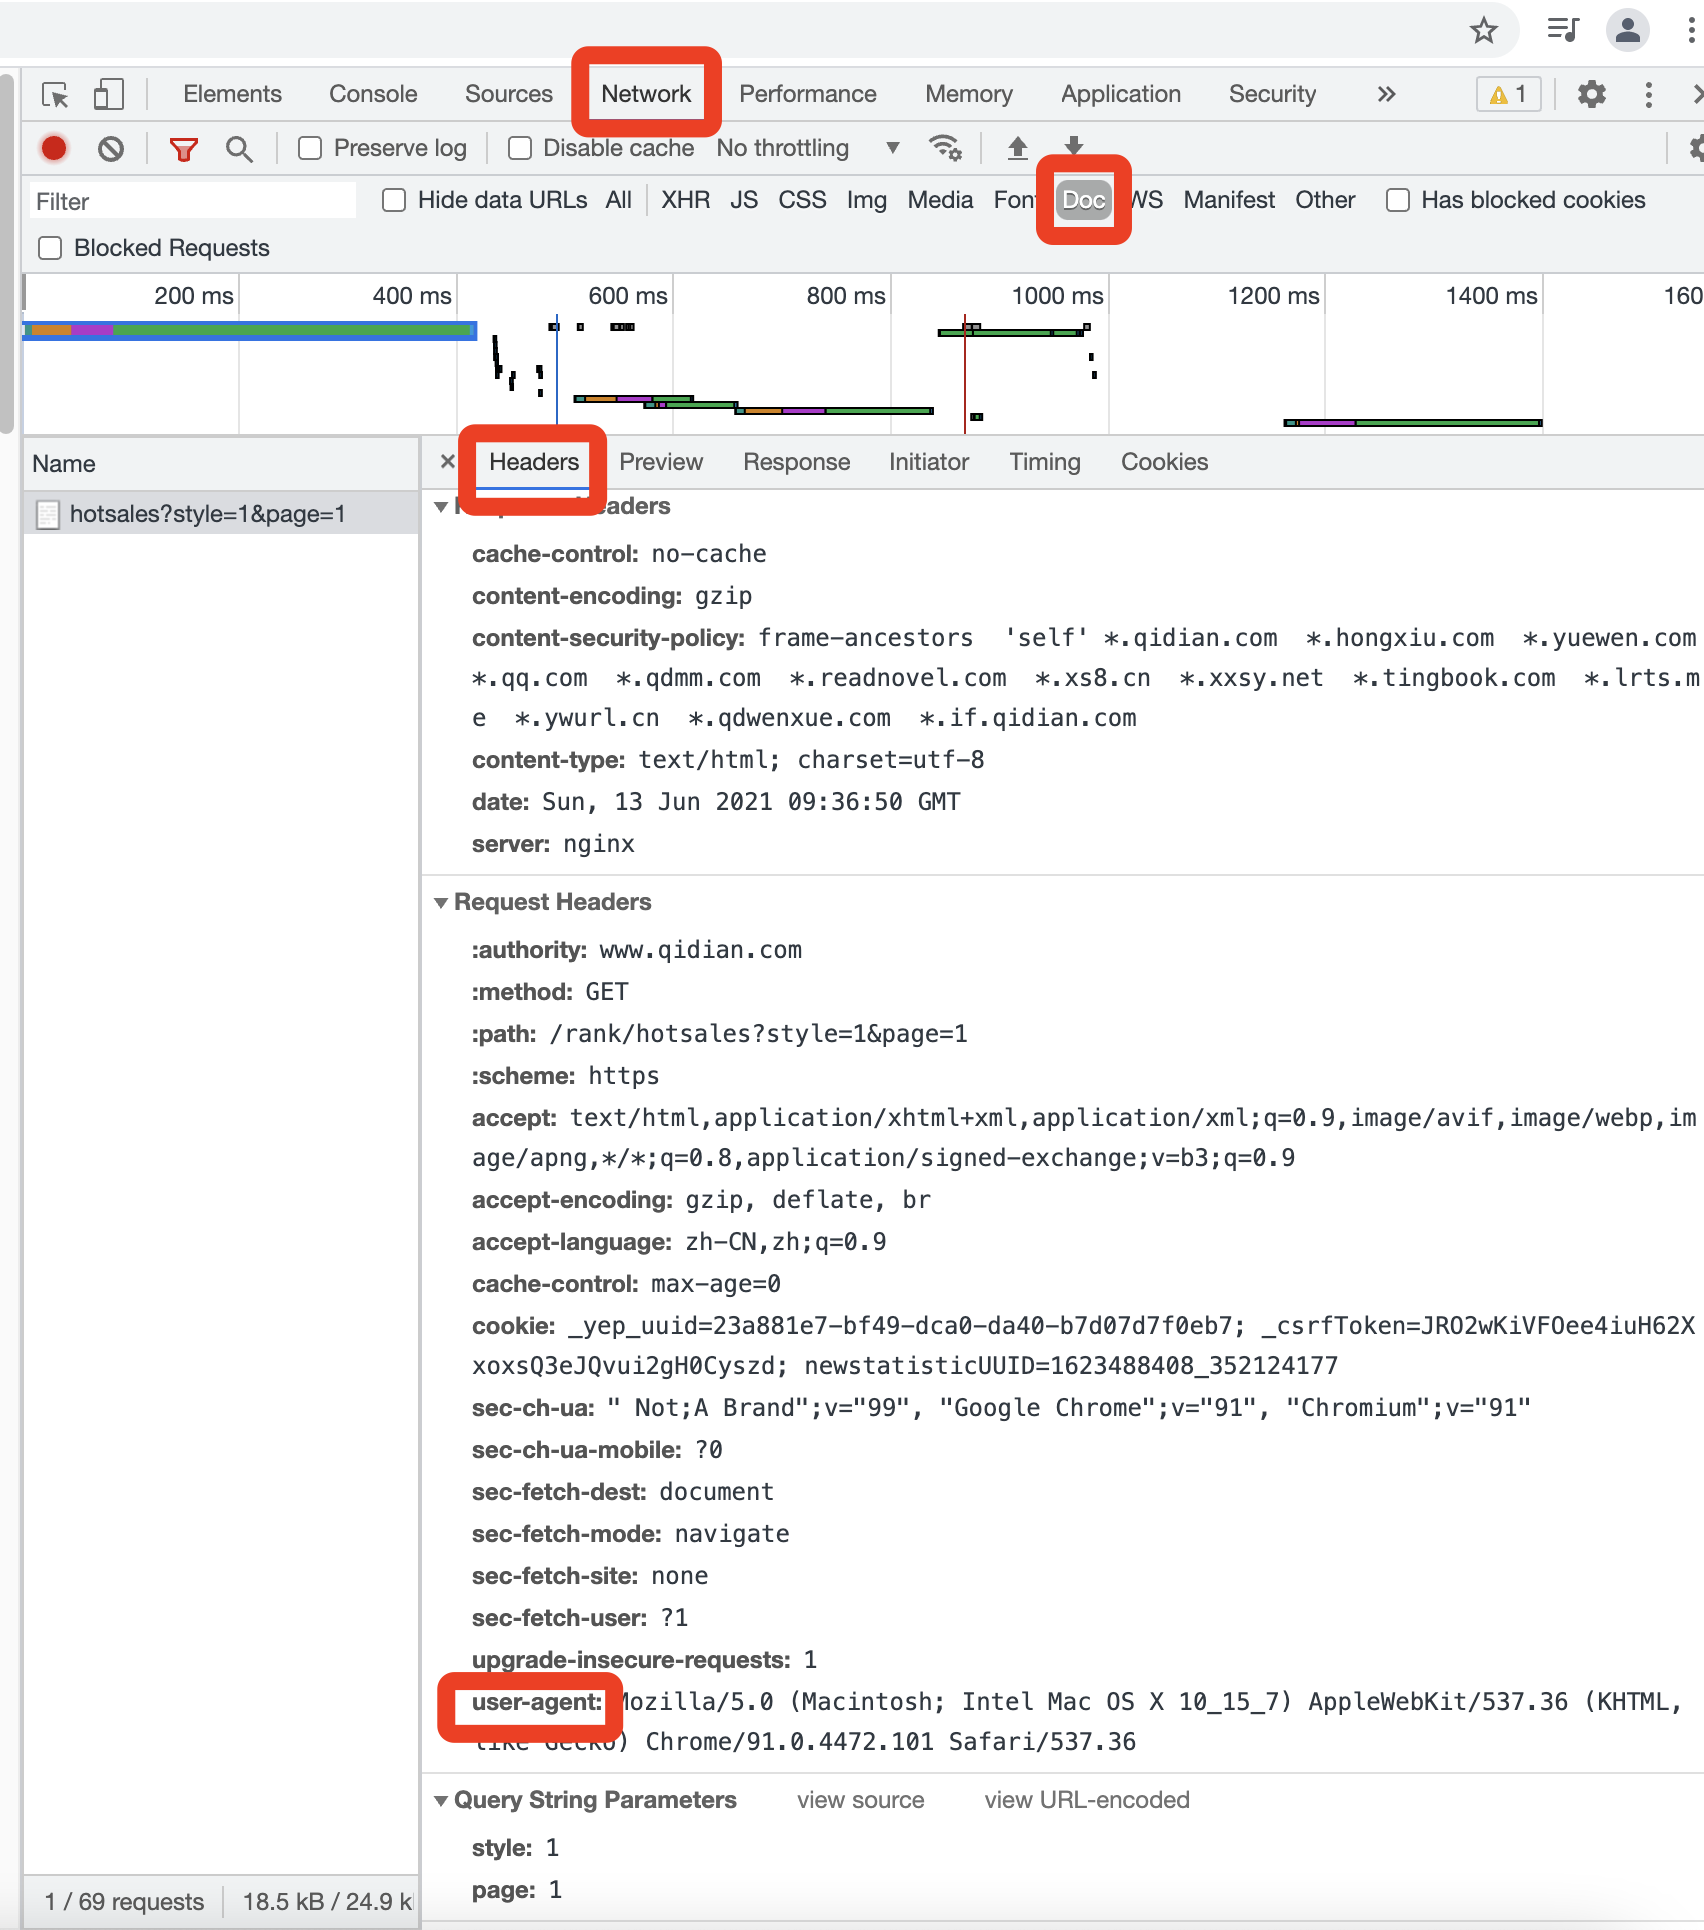 Elements Console Sources Network Performance Memory Application Security » 1
Preserve log Disable cache No throttling
Filter Hide data URLs All XHR JS CSS Img Media Doc WS Manifest Other Has blocked cookies
Blocked Requests
200 ms 400 ms 600 ms 800 ms 1000 ms 1200 ms 1400 ms
Name
hotsales?style=1&page=1
× Headers Preview Response Initiator Timing Cookies
cache-control: no-cache
content-encoding: gzip
content-security-policy: frame-ancestors 'self' *.qidian.com *.hongxiu.com *.yuewen.com
*.qq.com *.qdmm.com *.readnovel.com *.xs8.cn *.xxsy.net *.tingbook.com *.lrts.m
e *.ywurl.cn *.qdwenxue.com *.if.qidian.com
content-type: text/html; charset=utf-8
date: Sun, 13 Jun 2021 09:36:50 GMT
server: nginx
Request Headers
:authority: www.qidian.com
:method: GET
:path: /rank/hotsales?style=1&page=1
:scheme: https
accept: text/html,application/xhtml+xml,application/xml;q=0.9,image/avif,image/webp,im
age/apng,*/*;q=0.8,application/signed-exchange;v=b3;q=0.9
accept-encoding: gzip, deflate, br
accept-language: zh-CN,zh;q=0.9
cache-control: max-age=0
cookie: _yep_uuid=23a881e7-bf49-dca0-da40-b7d07d7f0eb7; _csrfToken=JRO2wKiVFOee4iuH62X
xoxsQ3eJQvui2gH0Cyszd; newstatisticUUID=1623488408_352124177
sec-ch-ua: " Not;A Brand";v="99", "Google Chrome";v="91", "Chromium";v="91"
sec-ch-ua-mobile: ?0
sec-fetch-dest: document
sec-fetch-mode: navigate
sec-fetch-site: none
sec-fetch-user: ?1
upgrade-insecure-requests: 1
user-agent: Mozilla/5.0 (Macintosh; Intel Mac OS X 10_15_7) AppleWebKit/537.36 (KHTML,
like Gecko) Chrome/91.0.4472.101 Safari/537.36
Query String Parameters view source view URL-encoded
style: 1
page: 1
1 / 69 requests 18.5 kB / 24.9 k